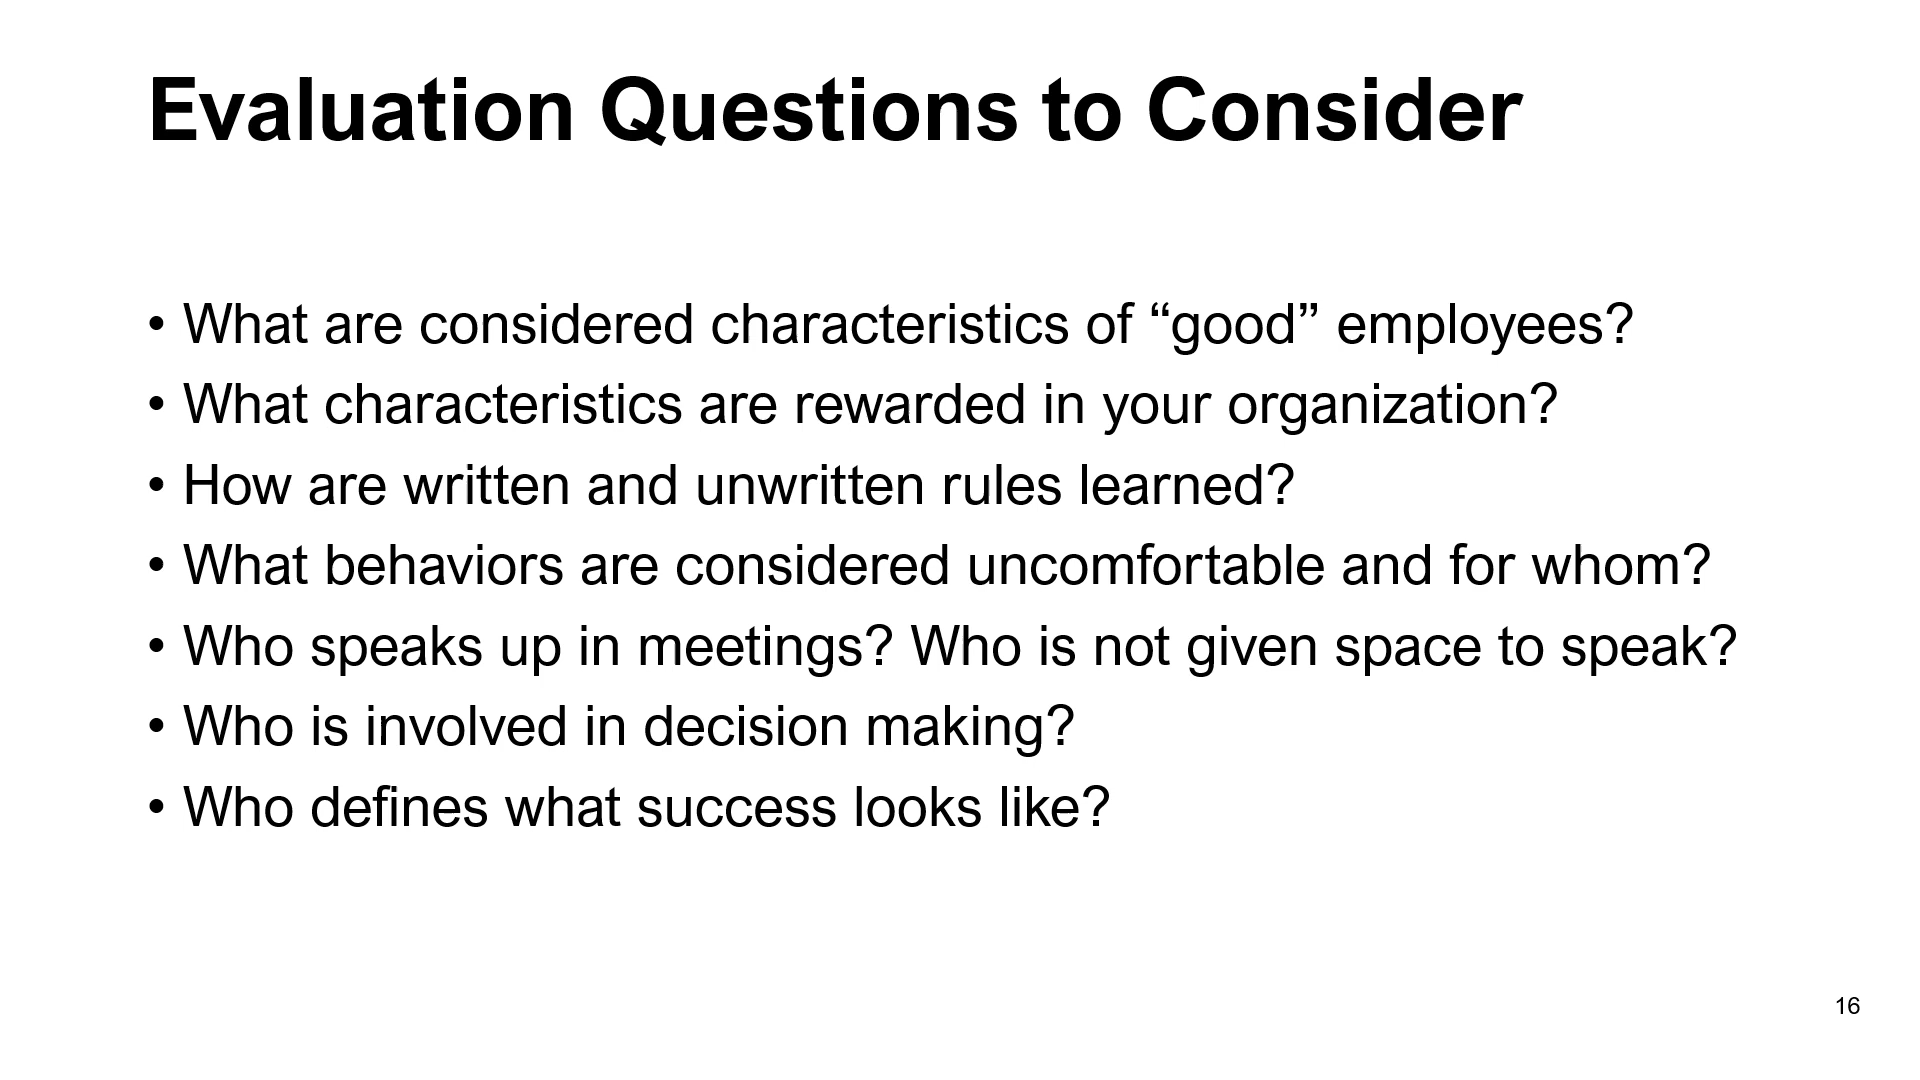 Evaluation Questions to Consider
• What are considered characteristics of “good” employees?
• What characteristics are rewarded in your organization?
• How are written and unwritten rules learned?
• What behaviors are considered uncomfortable and for whom?
• Who speaks up in meetings? Who is not given space to speak?
• Who is involved in decision making?
• Who defines what success looks like?
16